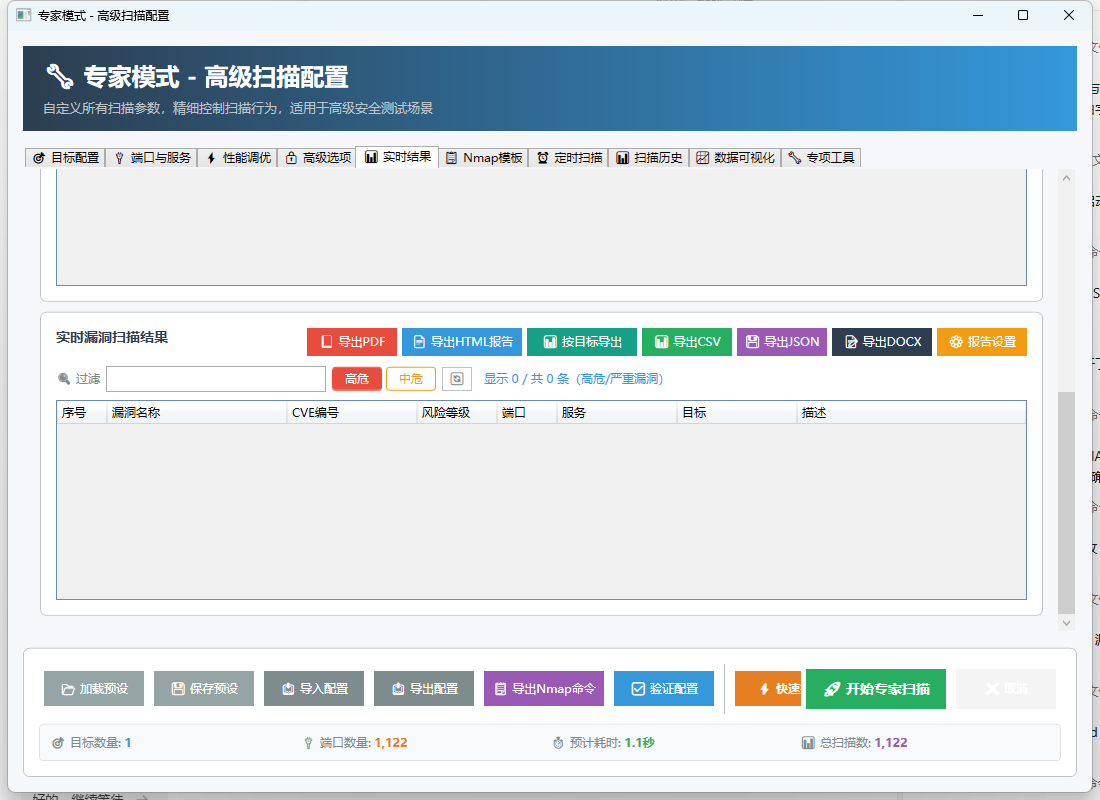 专家模式 - 高级扫描配置
专家模式 - 高级扫描配置
自定义所有扫描参数，精细控制扫描行为，适用于高级安全测试场景
目标配置 端口与服务 性能调优 高级选项 实时结果 Nmap模板 定时扫描 扫描历史 数据可视化 专项工具
实时漏洞扫描结果 导出PDF 导出HTML报告 按目标导出 导出CSV 导出JSON 导出DOCX 报告设置
过滤 高危 中危 显示 0 / 共 0 条 (高危/严重漏洞)
序号 漏洞名称 CVE编号 风险等级 端口 服务 目标 描述
加载预设 保存预设 导入配置 导出配置 导出Nmap命令 验证配置 快速 开始专家扫描 取消
目标数量: 1 端口数量: 1,122 预计耗时: 1.1秒 总扫描数: 1,122